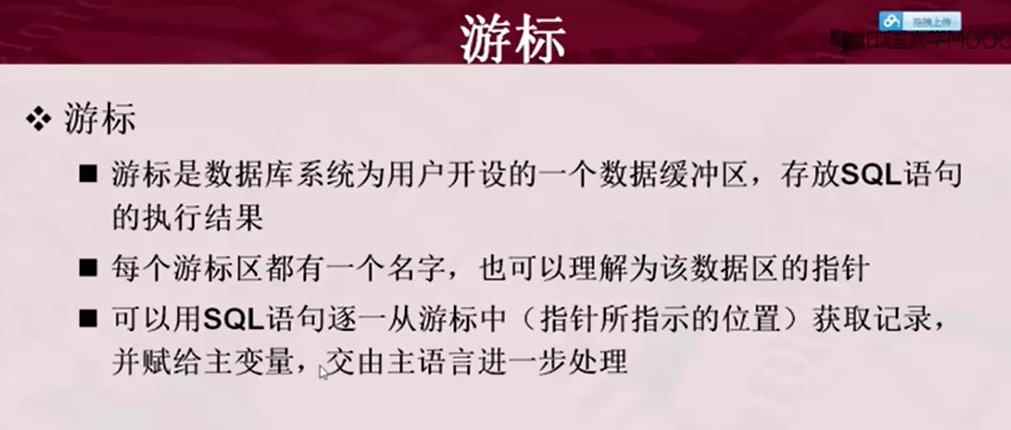 游标
拖拽上传
中国大学MOOC
游标
游标是数据库系统为用户开设的一个数据缓冲区，存放SQL语句
的执行结果
每个游标区都有一个名字，也可以理解为该数据区的指针
可以用SQL语句逐一从游标中（指针所指示的位置）获取记录，
并赋给主变量，交由主语言进一步处理